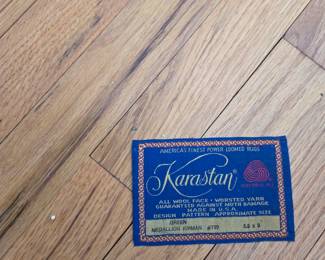 AMERICA'S FINEST POWER LOOMED RUGS
Karastan®
ALL WOOL FACE · WORSTED YARN
GUARANTEED AGAINST MOTH DAMAGE
MADE IN U.S.A.
DESIGN PATTERN APPROXIMATE SIZE
GREEN
MEDALLION KIRMAN